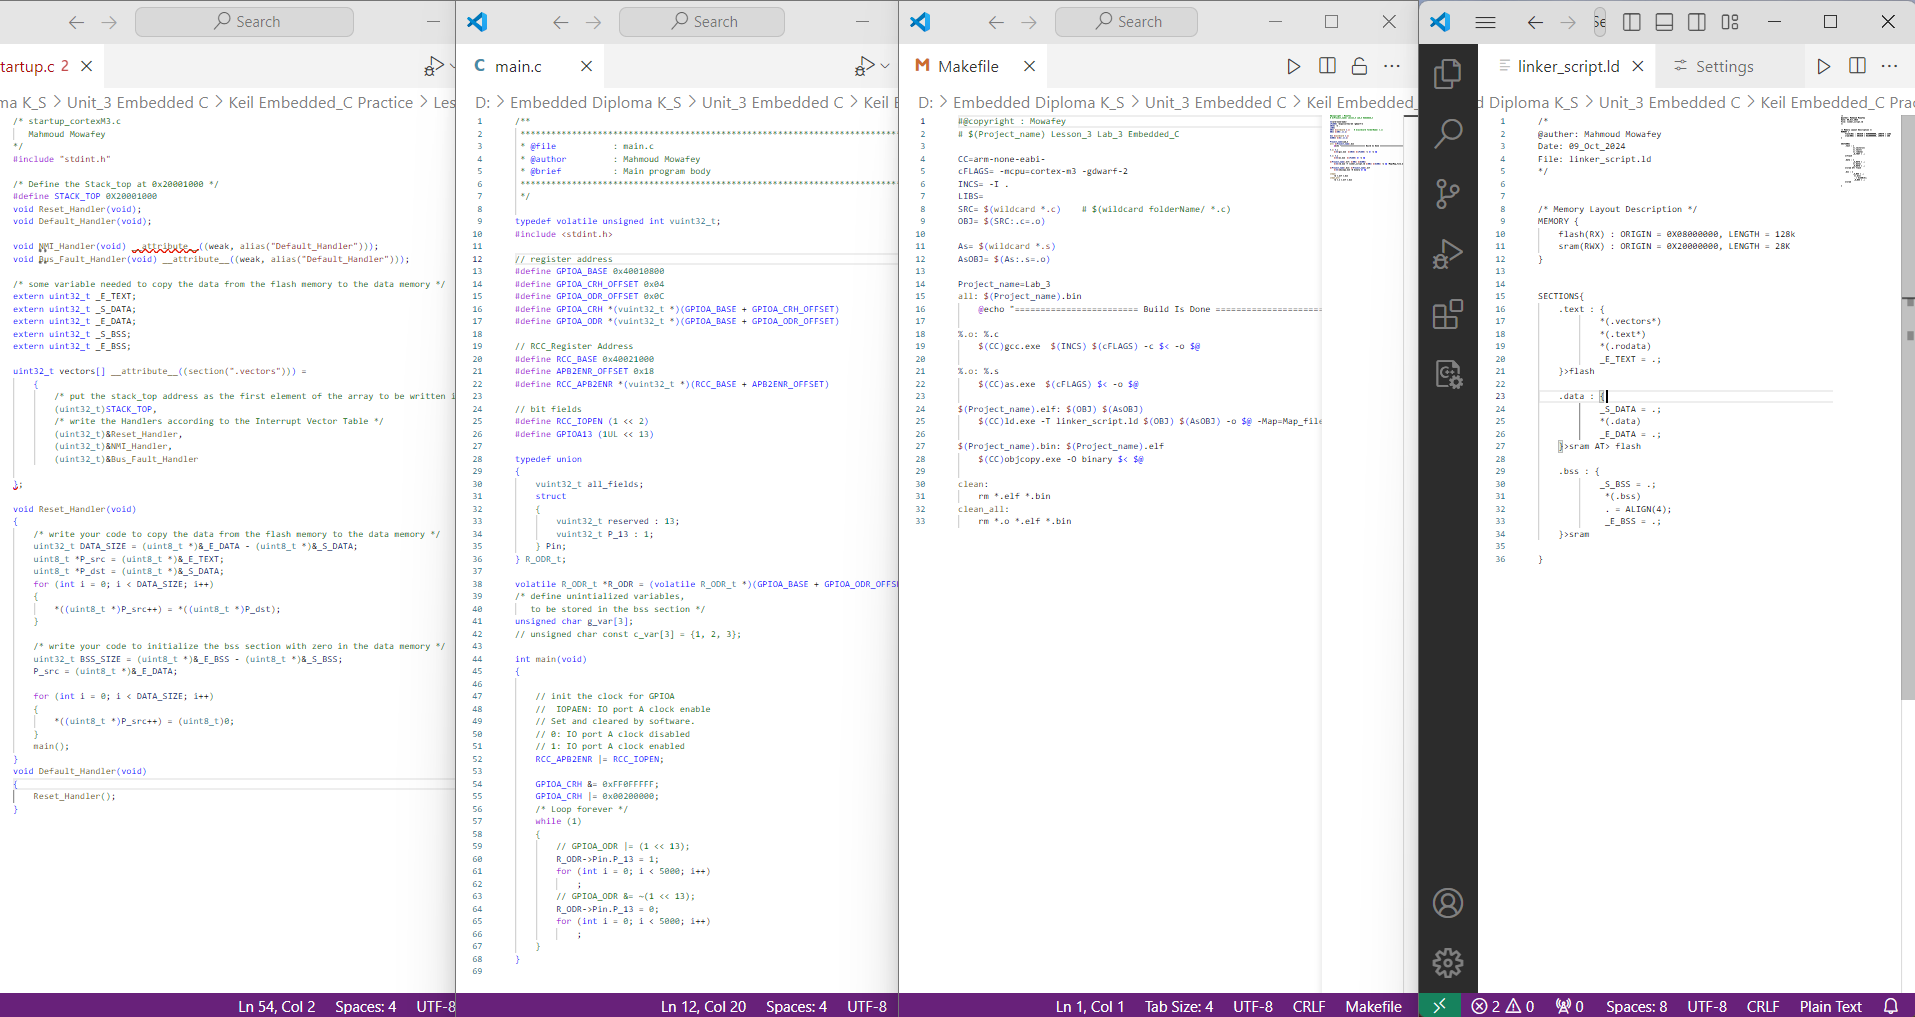 Search
tartup.c 2
ma K_S > Unit_3 Embedded C > Keil Embedded_C Practice > Les
/* startup_cortexM3.c
Mahmoud Mowafey
*/
#include "stdint.h"
/* Define the Stack_top at 0x20001000 */
#define STACK_TOP 0X20001000
void Reset_Handler(void);
void Default_Handler(void);
void NMI_Handler(void) __attribute__((weak, alias("Default_Handler")));
void Bus_Fault_Handler(void) __attribute__((weak, alias("Default_Handler")));
/* some variable needed to copy the data from the flash memory to the data memory */
extern uint32_t _E_TEXT;
extern uint32_t _S_DATA;
extern uint32_t _E_DATA;
extern uint32_t _S_BSS;
extern uint32_t _E_BSS;
uint32_t vectors[] __attribute__((section(".vectors"))) =
{
/* put the stack_top address as the first element of the array to be written i
(uint32_t)STACK_TOP,
/* write the Handlers according to the Interrupt Vector Table */
(uint32_t)&Reset_Handler,
(uint32_t)&NMI_Handler,
(uint32_t)&Bus_Fault_Handler
};
void Reset_Handler(void)
{
/* write your code to copy the data from the flash memory to the data memory */
uint32_t DATA_SIZE = (uint8_t *)&_E_DATA - (uint8_t *)&_S_DATA;
uint8_t *P_src = (uint8_t *)&_E_TEXT;
uint8_t *P_dst = (uint8_t *)&_S_DATA;
for (int i = 0; i < DATA_SIZE; i++)
{
*((uint8_t *)P_src++) = *((uint8_t *)P_dst);
}
/* write your code to initialize the bss section with zero in the data memory */
uint32_t BSS_SIZE = (uint8_t *)&_E_BSS - (uint8_t *)&_S_BSS;
P_src = (uint8_t *)&_E_DATA;
for (int i = 0; i < DATA_SIZE; i++)
{
*((uint8_t *)P_src++) = (uint8_t)0;
}
main();
}
void Default_Handler(void)
{
Reset_Handler();
}
Ln 54, Col 2 Spaces: 4 UTF-8
Search
C main.c
D: > Embedded Diploma K_S > Unit_3 Embedded C > Keil E
1 /**
2 ******************************************************************************
3 * @file : main.c
4 * @author : Mahmoud Mowafey
5 * @brief : Main program body
6 ******************************************************************************
7 */
8
9 typedef volatile unsigned int vuint32_t;
10 #include <stdint.h>
11
12 // register address
13 #define GPIOA_BASE 0x40010800
14 #define GPIOA_CRH_OFFSET 0x04
15 #define GPIOA_ODR_OFFSET 0x0C
16 #define GPIOA_CRH *(vuint32_t *)(GPIOA_BASE + GPIOA_CRH_OFFSET)
17 #define GPIOA_ODR *(vuint32_t *)(GPIOA_BASE + GPIOA_ODR_OFFSET)
18
19 // RCC_Register Address
20 #define RCC_BASE 0x40021000
21 #define APB2ENR_OFFSET 0x18
22 #define RCC_APB2ENR *(vuint32_t *)(RCC_BASE + APB2ENR_OFFSET)
23
24 // bit fields
25 #define RCC_IOPEN (1 << 2)
26 #define GPIOA13 (1UL << 13)
27
28 typedef union
29 {
30 vuint32_t all_fields;
31 struct
32 {
33 vuint32_t reserved : 13;
34 vuint32_t P_13 : 1;
35 } Pin;
36 } R_ODR_t;
37
38 volatile R_ODR_t *R_ODR = (volatile R_ODR_t *)(GPIOA_BASE + GPIOA_ODR_OFFS
39 /* define unintialized variables,
40 to be stored in the bss section */
41 unsigned char g_var[3];
42 // unsigned char const c_var[3] = {1, 2, 3};
43
44 int main(void)
45 {
46
47 // init the clock for GPIOA
48 // IOPAEN: IO port A clock enable
49 // Set and cleared by software.
50 // 0: IO port A clock disabled
51 // 1: IO port A clock enabled
52 RCC_APB2ENR |= RCC_IOPEN;
53
54 GPIOA_CRH &= 0xFF0FFFFF;
55 GPIOA_CRH |= 0x00200000;
56 /* Loop forever */
57 while (1)
58 {
59 // GPIOA_ODR |= (1 << 13);
60 R_ODR->Pin.P_13 = 1;
61 for (int i = 0; i < 5000; i++)
62 ;
63 // GPIOA_ODR &= ~(1 << 13);
64 R_ODR->Pin.P_13 = 0;
65 for (int i = 0; i < 5000; i++)
66 ;
67 }
68 }
69
Ln 12, Col 20 Spaces: 4 UTF-8
Search
M Makefile
D: > Embedded Diploma K_S > Unit_3 Embedded C > Keil Embedded_
1 #@copyright : Mowafey
2 # $(Project_name) Lesson_3 Lab_3 Embedded_C
3
4 CC=arm-none-eabi-
5 cFLAGS= -mcpu=cortex-m3 -gdwarf-2
6 INCS= -I .
7 LIBS=
8 SRC= $(wildcard *.c) # $(wildcard folderName/ *.c)
9 OBJ= $(SRC:.c=.o)
10
11 As= $(wildcard *.s)
12 AsOBJ= $(As:.s=.o)
13
14 Project_name=Lab_3
15 all: $(Project_name).bin
16 @echo "======================== Build Is Done =====================
17
18 %.o: %.c
19 $(CC)gcc.exe $(INCS) $(cFLAGS) -c $< -o $@
20
21 %.o: %.s
22 $(CC)as.exe $(cFLAGS) $< -o $@
23
24 $(Project_name).elf: $(OBJ) $(AsOBJ)
25 $(CC)ld.exe -T linker_script.ld $(OBJ) $(AsOBJ) -o $@ -Map=Map_file
26
27 $(Project_name).bin: $(Project_name).elf
28 $(CC)objcopy.exe -O binary $< $@
29
30 clean:
31 rm *.elf *.bin
32 clean_all:
33 rm *.o *.elf *.bin
Ln 1, Col 1 Tab Size: 4 UTF-8 CRLF Makefile
Se
linker_script.ld Settings
d Diploma K_S > Unit_3 Embedded C > Keil Embedded_C Prac
1 /*
2 @auther: Mahmoud Mowafey
3 Date: 09_Oct_2024
4 File: linker_script.ld
5 */
6
7
8 /* Memory Layout Description */
9 MEMORY {
10 flash(RX) : ORIGIN = 0X08000000, LENGTH = 128k
11 sram(RWX) : ORIGIN = 0X20000000, LENGTH = 28K
12 }
13
14
15 SECTIONS{
16 .text : {
17 *(.vectors*)
18 *(.text*)
19 *(.rodata)
20 _E_TEXT = .;
21 }>flash
22
23 .data : {
24 _S_DATA = .;
25 *(.data)
26 _E_DATA = .;
27 }>sram AT> flash
28
29 .bss : {
30 _S_BSS = .;
31 *(.bss)
32 . = ALIGN(4);
33 _E_BSS = .;
34 }>sram
35
36 }
2 0 0 Spaces: 8 UTF-8 CRLF Plain Text